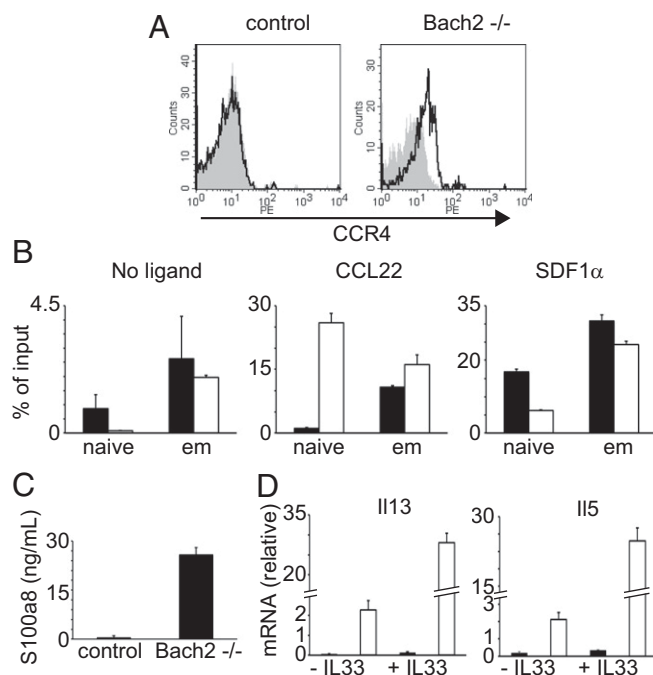 A
control
Bach2 -/-
Counts
0 10 20 30 40
10^0 10^1 10^2 10^3 10^4
PE
Counts
0 10 20 30
10^0 10^1 10^2 10^3 10^4
PE
CCR4
B
No ligand
CCL22
SDF1α
% of input
4.5
0
naive em
30
15
0
naive em
35
20
0
naive em
C
S100a8 (ng/mL)
30
15
0
control Bach2 -/-
D
Il13
Il5
mRNA (relative)
35
20
2
1
0
- IL33 + IL33
30
15
3
0
- IL33 + IL33